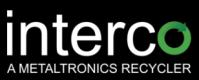 interco
A METALTRONICS RECYCLER